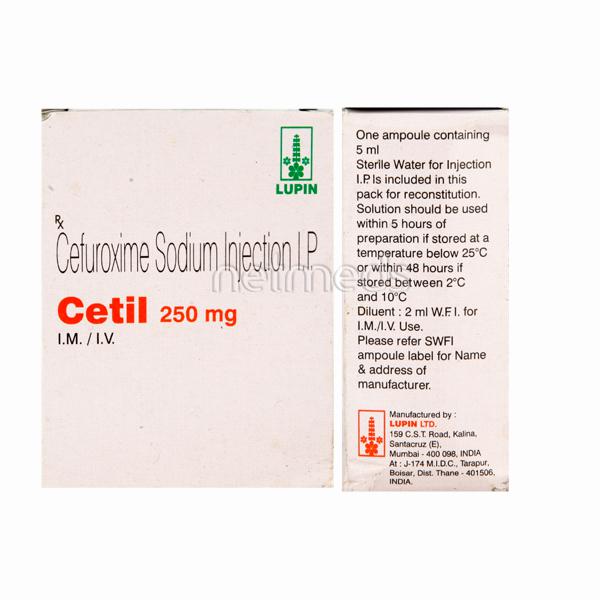 LUPIN
Rx
Cefuroxime Sodium Injection I.P.
Cetil 250 mg
I.M. / I.V.
netmeds
One ampoule containing
5 ml
Sterile Water for Injection
I.P. Is included in this
pack for reconstitution.
Solution should be used
within 5 hours of
preparation if stored at a
temperature below 25°C
or within 48 hours if
stored between 2°C
and 10°C
Diluent : 2 ml W.F.I. for
I.M./I.V. Use.
Please refer SWFI
ampoule label for Name
& address of
manufacturer.
Manufactured by :
LUPIN LTD.
159 C.S.T. Road, Kalina,
Santacruz (E),
Mumbai - 400 098, INDIA
At : J-174 M.I.D.C., Tarapur,
Boisar, Dist. Thane - 401506,
INDIA.